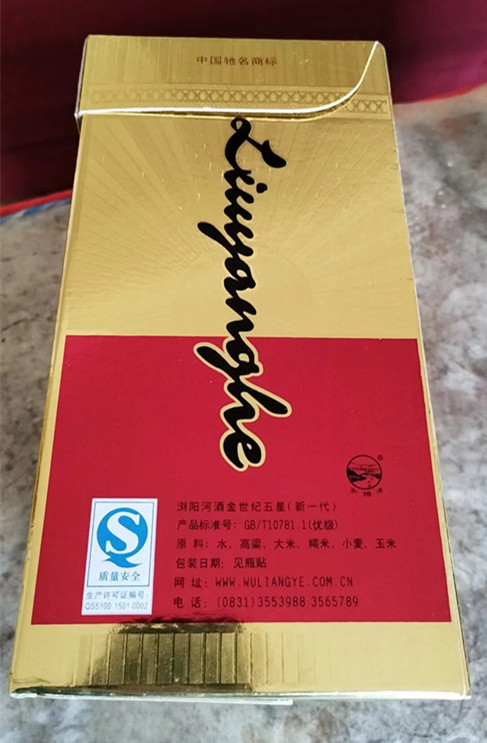 中国驰名商标
Liuyanghe
浏阳河酒金世纪五星(新一代)
产品标准号: GB/T10781.1(优级)
原 料: 水、高粱、大米、糯米、小麦、玉米
包装日期: 见瓶贴
网 址: WWW.WULIANGYE.COM.CN
电 话: (0831)3553988 3565789
质量安全
生产许可证编号:
QS5100 1501 0002